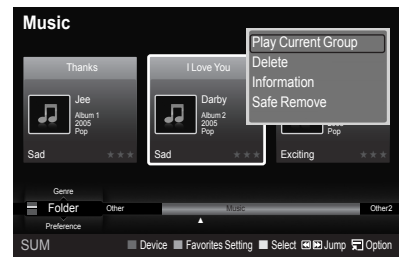 Music
Play Current Group
Delete
Information
Safe Remove
Thanks
I Love You
Jee
Album 1
2005
Pop
Darby
Album 2
2005
Pop
2005
Pop
Sad
Sad
Exciting
Genre
Folder
Other
Music
Other2
Preference
SUM
Device
Favorites Setting
Select
Jump
Option